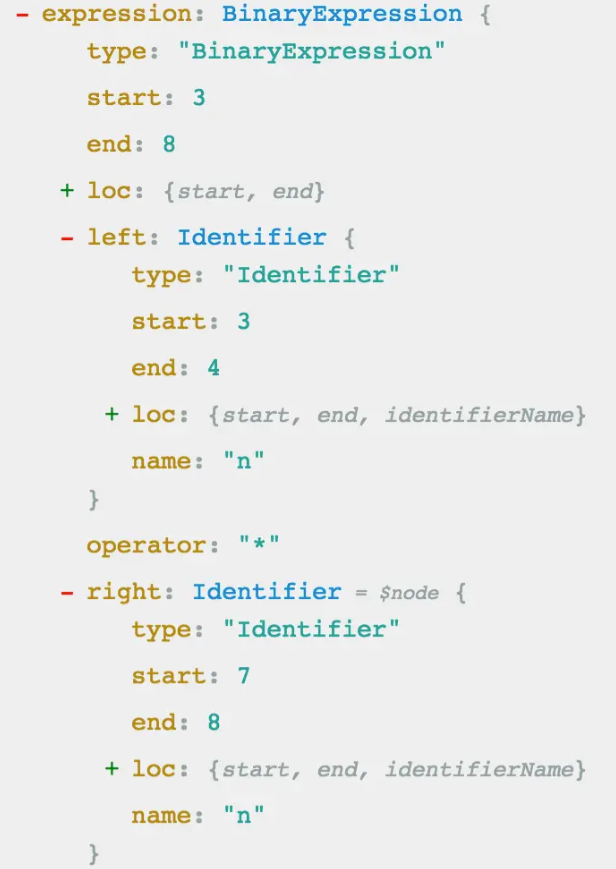 - expression: BinaryExpression {
type: "BinaryExpression"
start: 3
end: 8
+ loc: {start, end}
- left: Identifier {
type: "Identifier"
start: 3
end: 4
+ loc: {start, end, identifierName}
name: "n"
}
operator: "*"
- right: Identifier = $node {
type: "Identifier"
start: 7
end: 8
+ loc: {start, end, identifierName}
name: "n"
}